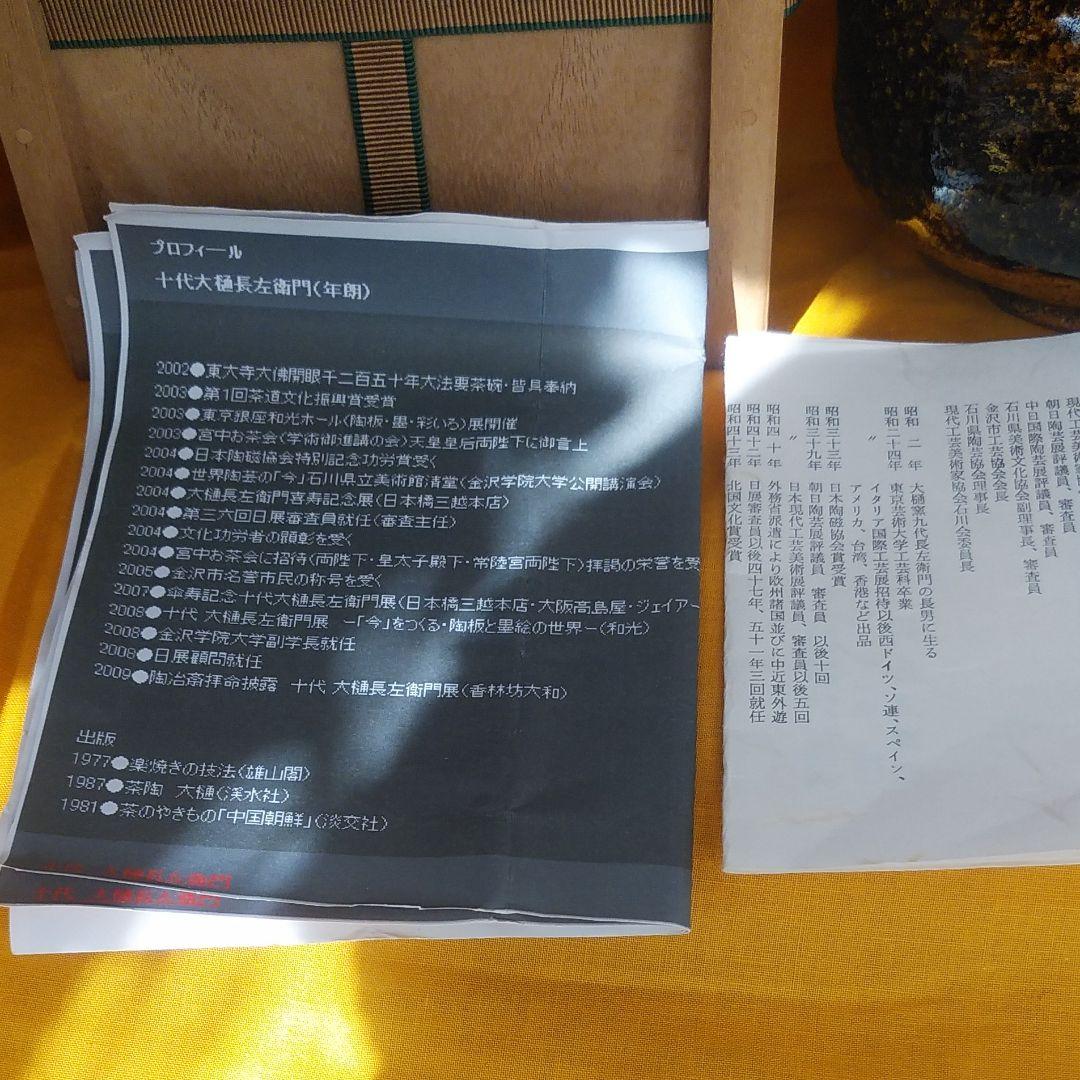 プロフィール
十代大樋長左衛門(年朗)
2002●東大寺大佛開眼千二百五十年大法要茶碗・皆具奉納
2003●第1回茶道文化振興賞受賞
2003●東京銀座和光ホール〈陶板・墨・彩いろ〉展開催
2003●宮中お茶会〈学術御進講の会〉天皇皇后両陛下に御言上
2004●日本陶磁協会特別記念功労賞受く
2004●世界陶芸の「今」石川県立美術館講堂〈金沢学院大学公開講演会〉
2004●大樋長左衛門喜寿記念展〈日本橋三越本店〉
2004●第三六回日展審査員就任〈審査主任〉
2004●文化功労者の顕彰を受く
2004●宮中お茶会に招待〈両陛下・皇太子殿下・常陸宮両陛下〉拝謁の栄誉を受
2005●金沢市名誉市民の称号を受く
2007●傘寿記念十代大樋長左衛門展〈日本橋三越本店・大阪高島屋・ジェイアー
2008●十代 大樋長左衛門展 ー「今」をつくる・陶板と墨絵の世界ー〈和光〉
2008●金沢学院大学副学長就任
2008●日展顧問就任
2009●陶冶斎拝命披露 十代 大樋長左衛門展〈香林坊大和〉
出版
1977●楽焼きの技法〈雄山閣〉
1987●茶陶 大樋〈渓水社〉
1981●茶のやきもの「中国朝鮮」〈淡交社〉
十代 大樋長左衛門
十代 大樋長左衛門
現代工芸美術 審査員
朝日陶芸展評議員、審査員
中日国際陶芸展評議員、審査員
石川県美術文化協会副理事長、
金沢市工芸協会会長
石川県陶芸協会理事長
現代工芸美術家協会石川会会長
昭和 二年 大樋窯九代長左衛門の長男に生る
昭和二十四年 東京芸術大学工芸科卒業
〃 イタリア国際工芸展招待以後西ドイツ、ソ連、スペイン、
アメリカ、台湾、香港など出品
昭和三十三年 日本陶磁協会賞受賞
昭和三十九年 朝日陶芸展評議員 審査員 以後十回
〃 日本現代工芸美術展評議員、審査員以後五回
昭和四十年 外務省派遣により欧州諸国並びに中近東外遊
昭和四十二年 日展審査員以後四十七年、五十一年三回就任
昭和四十三年 北国文化賞受賞